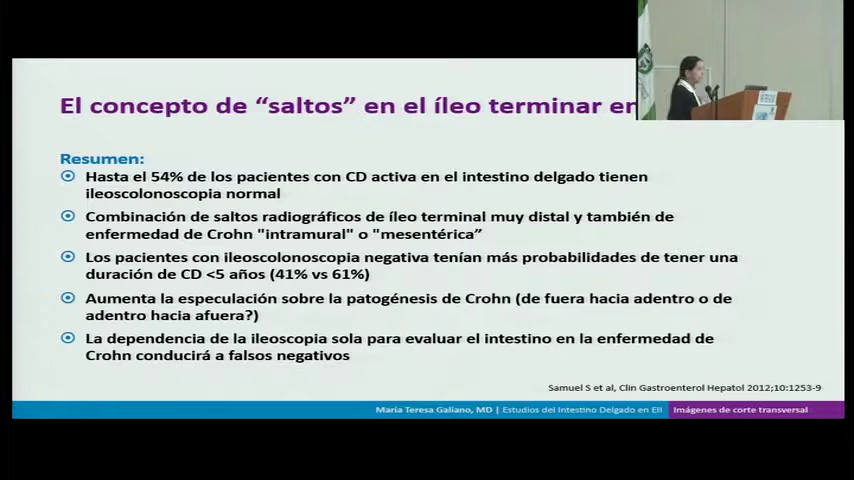 El concepto de “saltos” en el íleo terminar en
Resumen:
Hasta el 54% de los pacientes con CD activa en el intestino delgado tienen
ileoscolonoscopia normal
Combinación de saltos radiográficos de íleo terminal muy distal y también de
enfermedad de Crohn "intramural" o "mesentérica”
Los pacientes con ileoscolonoscopia negativa tenían más probabilidades de tener una
duración de CD <5 años (41% vs 61%)
Aumenta la especulación sobre la patogénesis de Crohn (de fuera hacia adentro o de
adentro hacia afuera?)
La dependencia de la ileoscopia sola para evaluar el intestino en la enfermedad de
Crohn conducirá a falsos negativos
Samuel S et al, Clin Gastroenterol Hepatol 2012;10:1253-9
Maria Teresa Galiano, MD | Estudios del Intestino Delgado en EII Imágenes de corte transversal